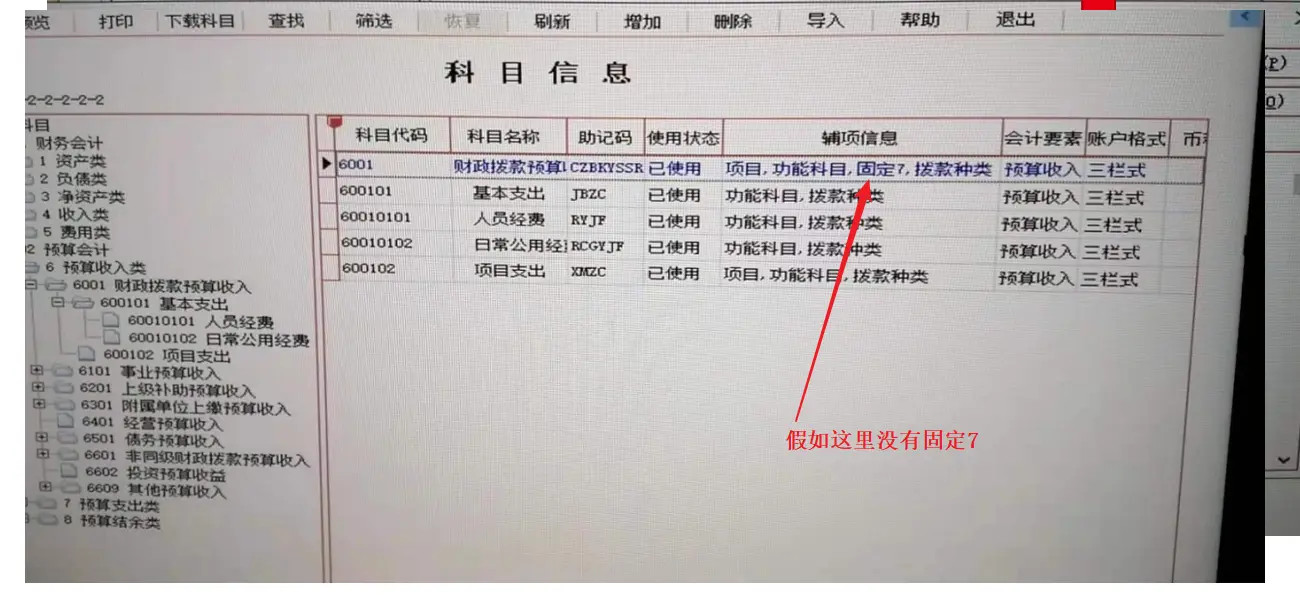 打印 下载科目 查找 筛选 恢复 刷新 增加 删除 导入 帮助 退出
科目信息
-2-2-2-2-2
科目
财务会计
1 资产类
2 负债类
3 净资产类
4 收入类
5 费用类
2 预算会计
6 预算收入类
6001 财政拨款预算收入
600101 基本支出
60010101 人员经费
60010102 日常公用经费
600102 项目支出
6101 事业预算收入
6201 上级补助预算收入
6301 附属单位上缴预算收入
6401 经营预算收入
6501 债务预算收入
6601 非同级财政拨款预算收入
6602 投资预算收益
6609 其他预算收入
7 预算支出类
8 预算结余类
科目代码 科目名称 助记码 使用状态 辅项信息 会计要素 账户格式 币
6001 财政拨款预算 CZBKYSSR 已使用 项目,功能科目,固定7,拨款种类 预算收入 三栏式
600101 基本支出 JBZC 已使用 功能科目,拨款种类 预算收入 三栏式
60010101 人员经费 RYJF 已使用 功能科目,拨款种类 预算收入 三栏式
60010102 日常公用经 RCGYJF 已使用 功能科目,拨款种类 预算收入 三栏式
600102 项目支出 XMZC 已使用 项目,功能科目,拨款种类 预算收入 三栏式
假如这里没有固定7
(P)